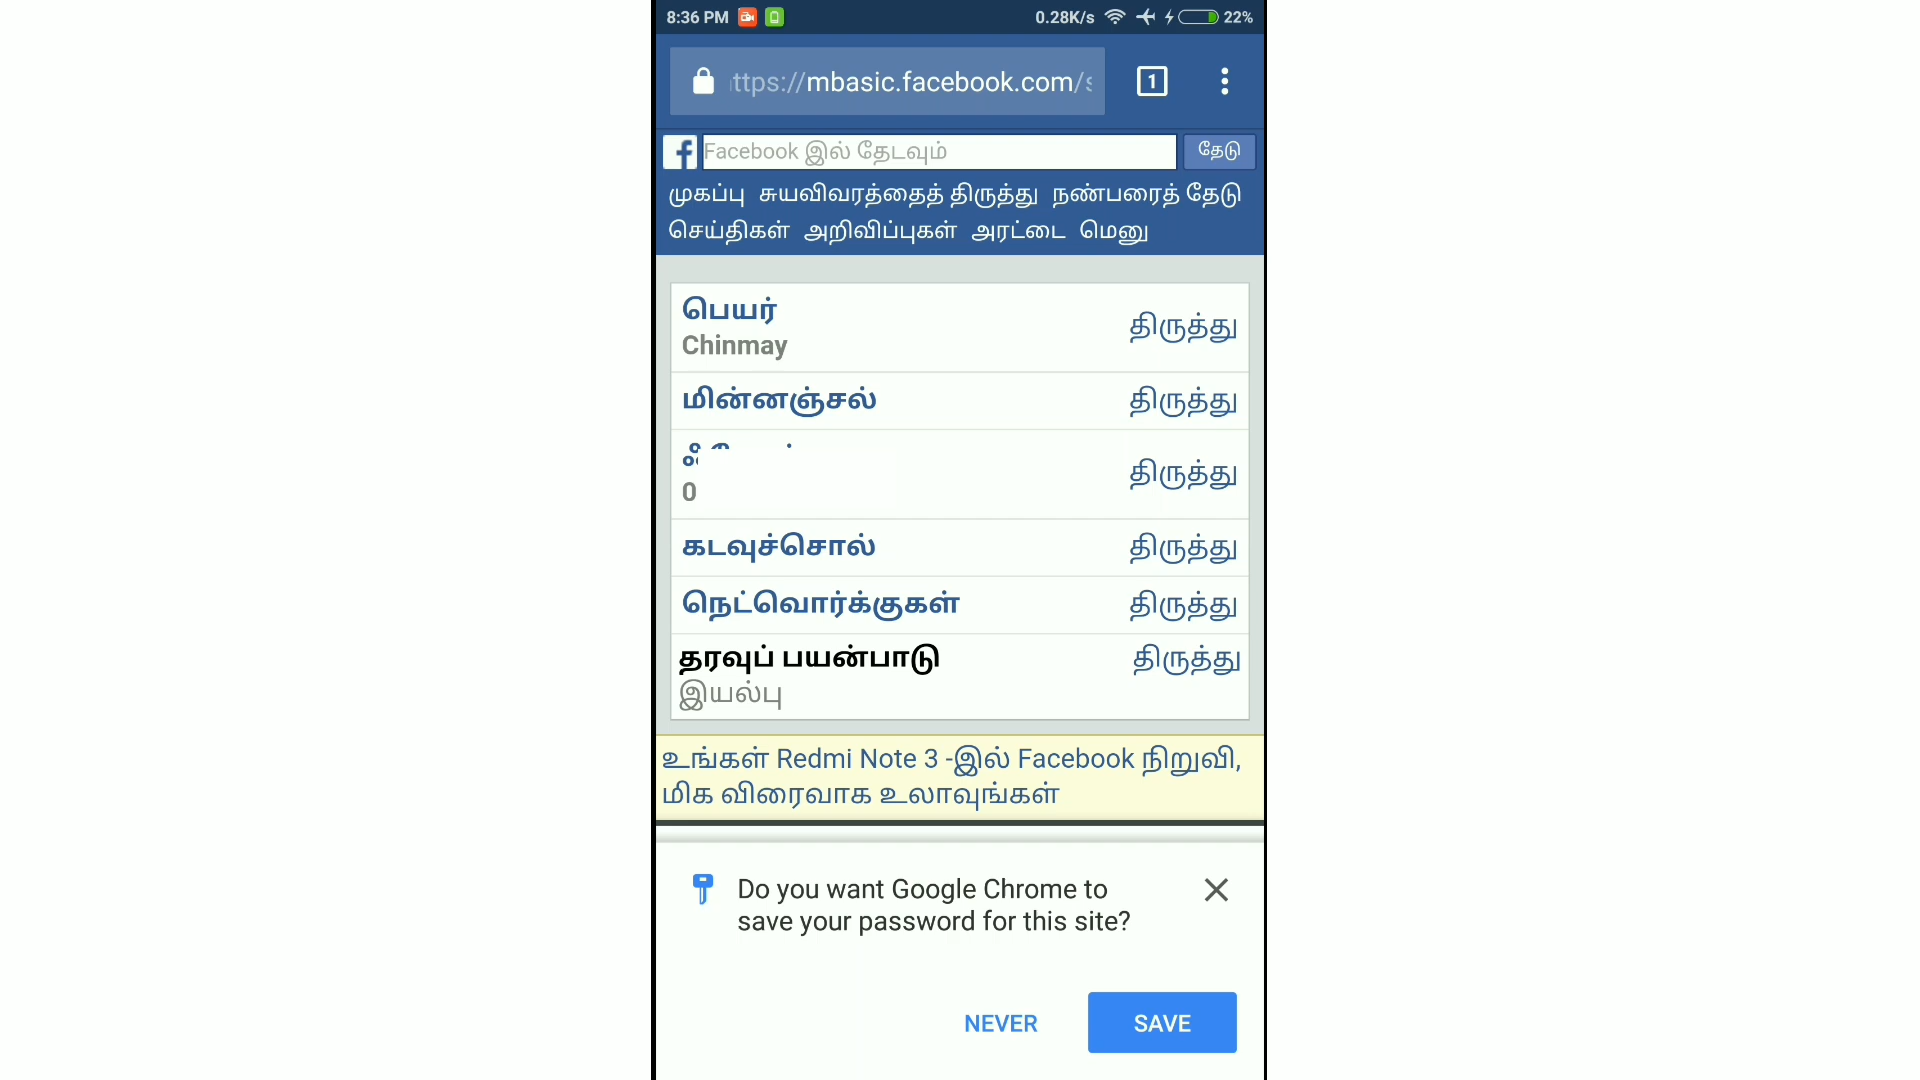 8:36 PM 0.28K/s 22%
ttps://mbasic.facebook.com/s 1
Facebook இல் தேடவும் தேடு
முகப்பு சுயவிவரத்தைத் திருத்து நண்பரைத் தேடு
செய்திகள் அறிவிப்புகள் அரட்டை மெனு
பெயர்
Chinmay திருத்து
மின்னஞ்சல் திருத்து
0 திருத்து
கடவுச்சொல் திருத்து
நெட்வொர்க்குகள் திருத்து
தரவுப் பயன்பாடு திருத்து
இயல்பு
உங்கள் Redmi Note 3 -இல் Facebook நிறுவி,
மிக விரைவாக உலாவுங்கள்
Do you want Google Chrome to
save your password for this site?
NEVER SAVE